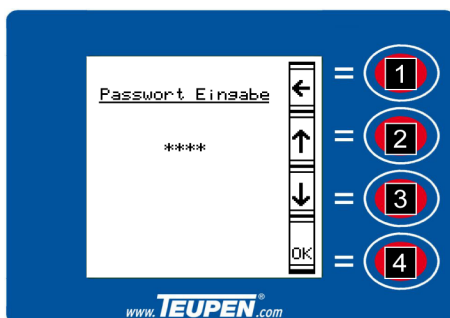 Passwort Eingabe
****
←
↑
↓
OK
= 1
= 2
= 3
= 4
www.TEUPEN®.com